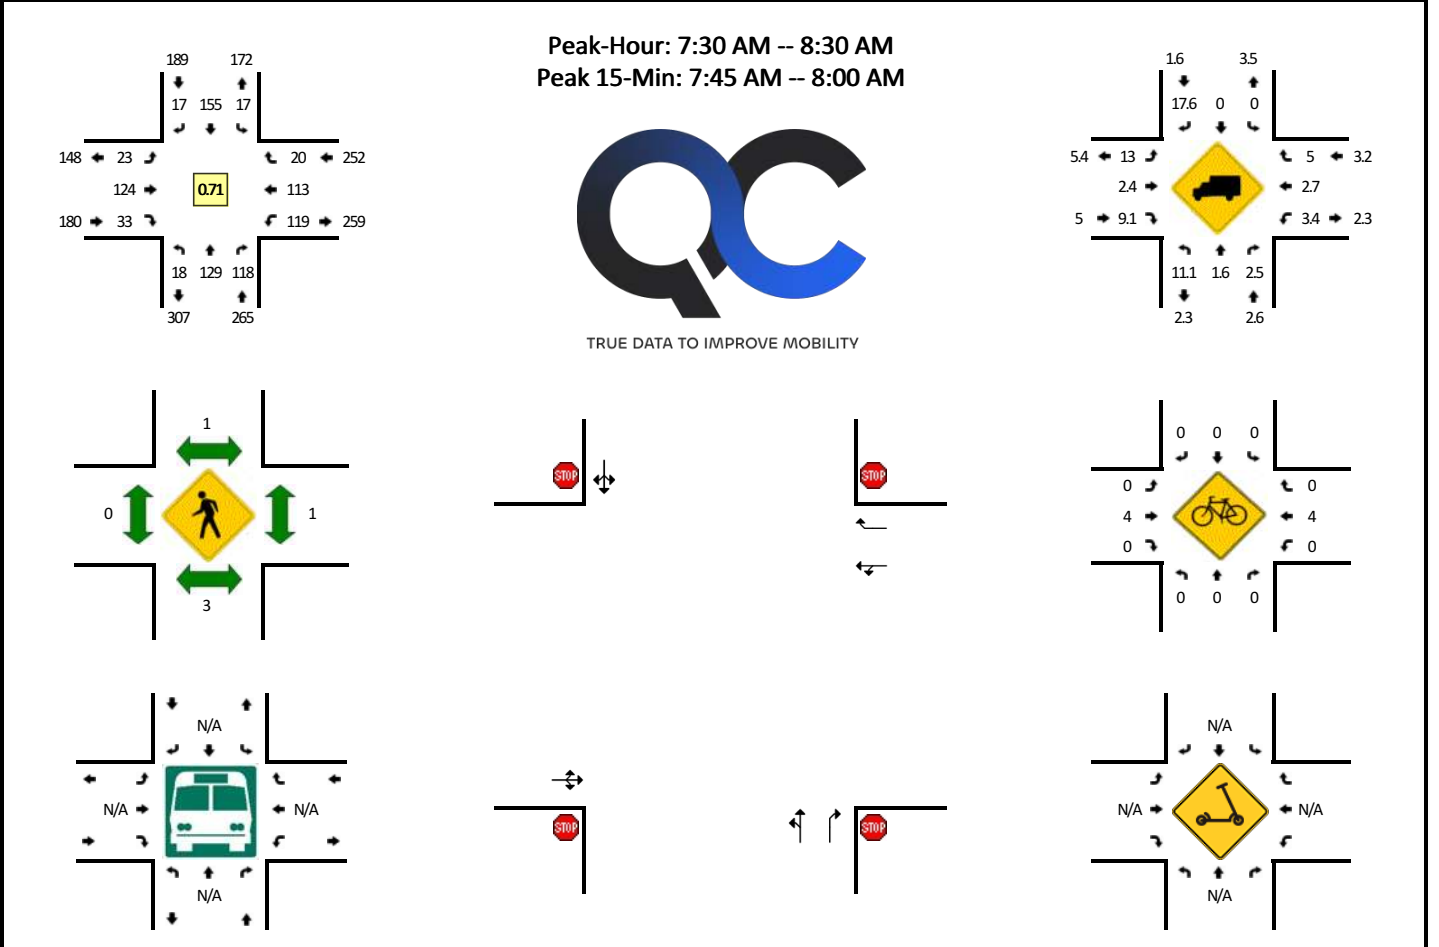 Peak-Hour: 7:30 AM -- 8:30 AM
Peak 15-Min: 7:45 AM -- 8:00 AM
189 172
17 155 17
148 23 20 252
124 0.71 113
180 33 119 259
18 129 118
307 265
QC
TRUE DATA TO IMPROVE MOBILITY
1.6 3.5
17.6 0 0
5.4 13 5 3.2
2.4 2.7
5 9.1 3.4 2.3
11.1 1.6 2.5
2.3 2.6
1
0 1
3
STOP STOP
STOP STOP
0 0 0
0 0
4 4
0 0
0 0 0
N/A
N/A N/A
N/A
N/A
N/A N/A
N/A